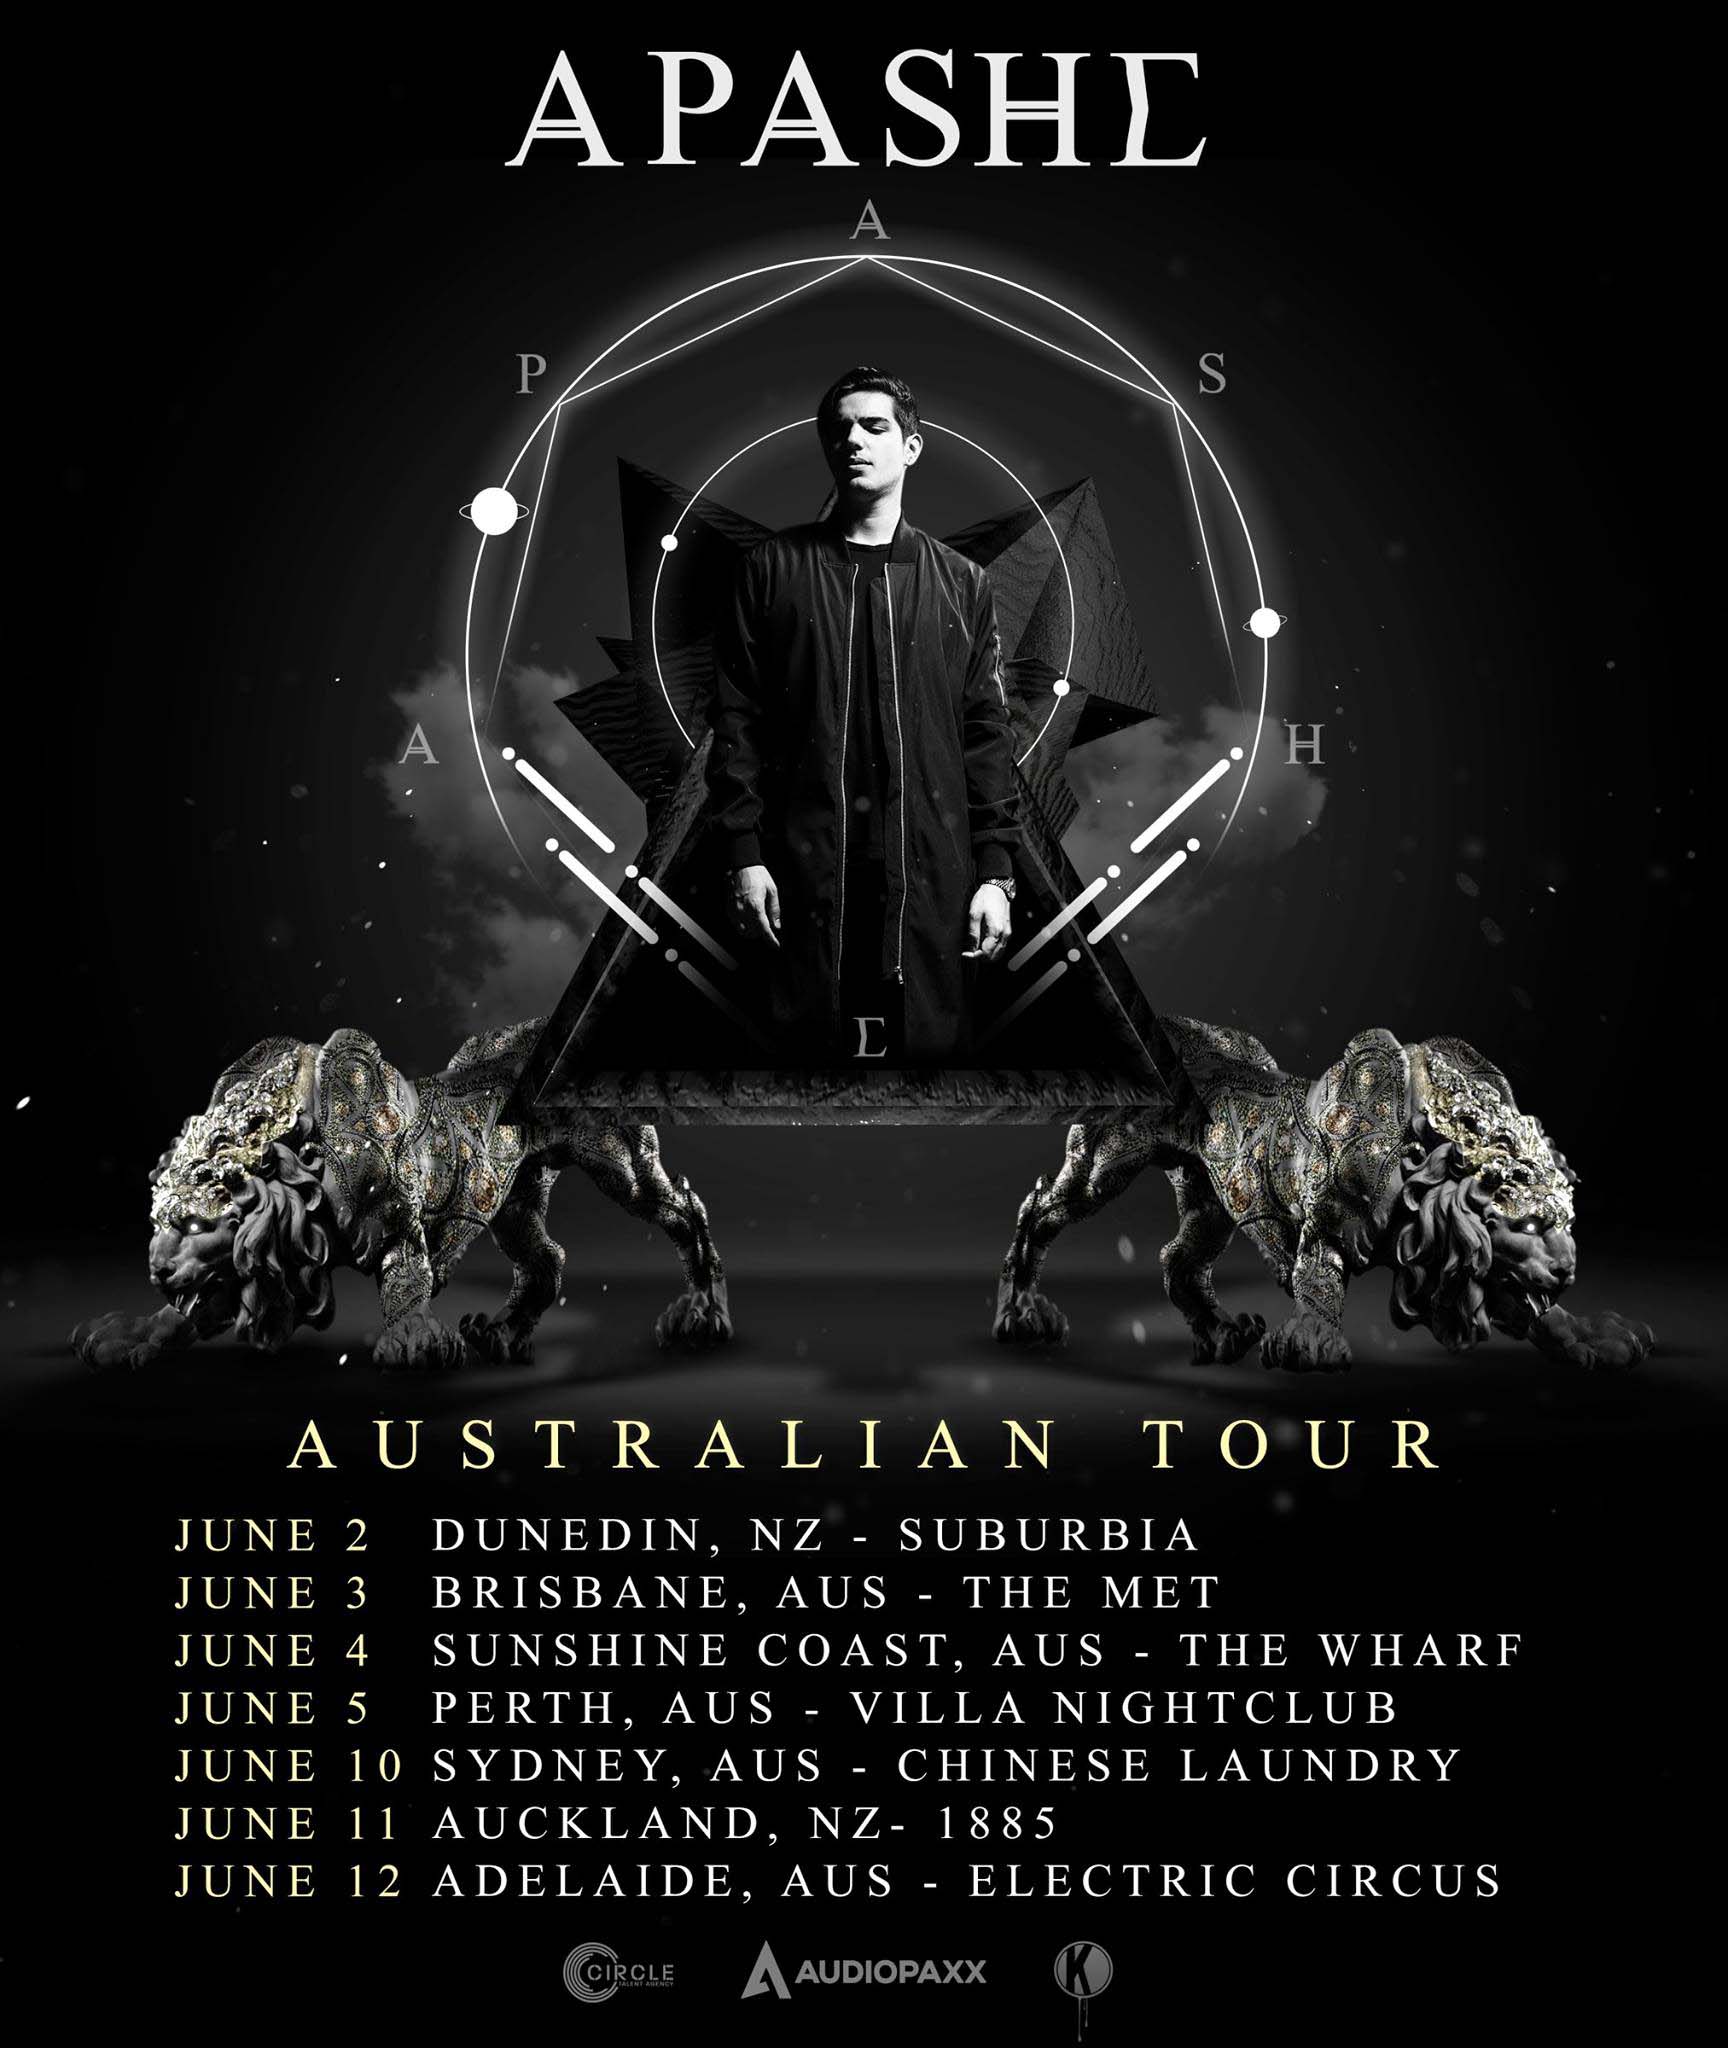 APASHE
A
P
S
A
H
E
AUSTRALIAN TOUR
JUNE 2 DUNEDIN, NZ - SUBURBIA
JUNE 3 BRISBANE, AUS - THE MET
JUNE 4 SUNSHINE COAST, AUS - THE WHARF
JUNE 5 PERTH, AUS - VILLA NIGHTCLUB
JUNE 10 SYDNEY, AUS - CHINESE LAUNDRY
JUNE 11 AUCKLAND, NZ- 1885
JUNE 12 ADELAIDE, AUS - ELECTRIC CIRCUS
CIRCLE
TALENT AGENCY
AUDIOPAXX
K